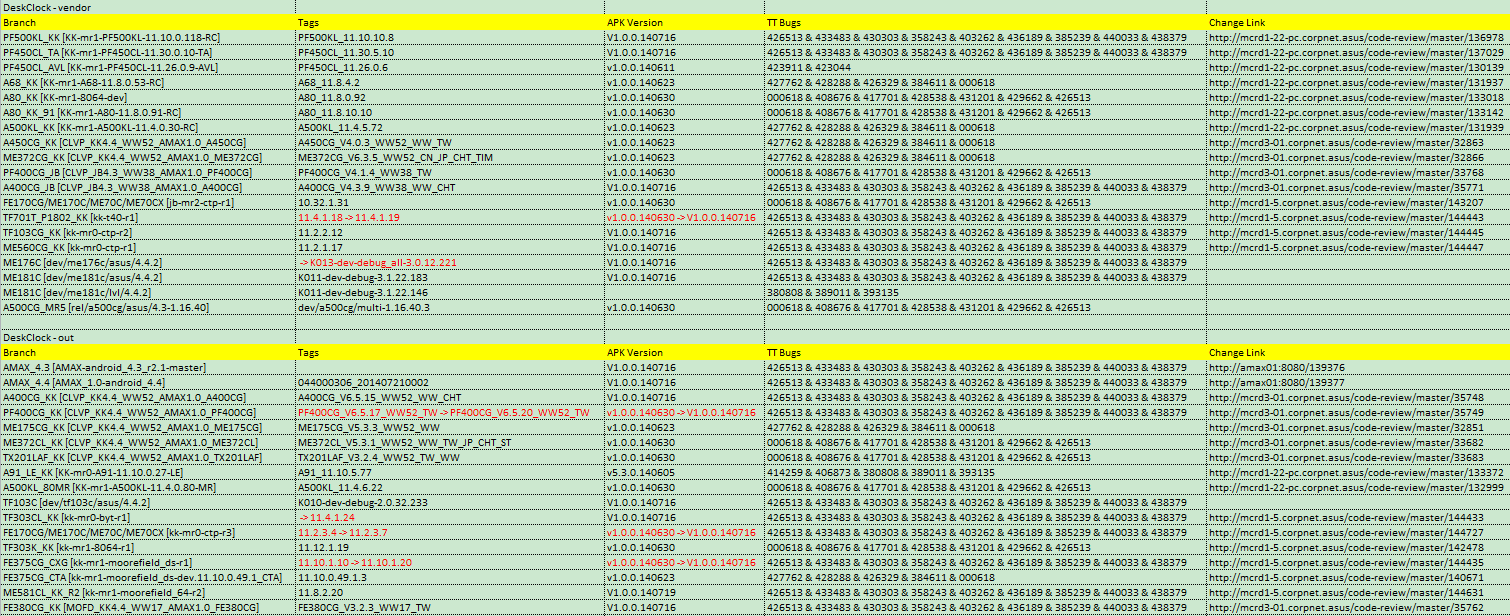 DeskClock - vendor
Branch Tags APK Version TT Bugs Change Link
PF500KL_KK [KK-mr1-PF500KL-11.10.0.118-RC] PF500KL_11.10.10.8 V1.0.0.140716 426513 & 433483 & 430303 & 358243 & 403262 & 436189 & 385239 & 440033 & 438379 http://mcrd1-22-pc.corpnet.asus/code-review/master/136978
PF450CL_TA [KK-mr1-PF450CL-11.30.0.10-TA] PF450CL_11.30.5.10 V1.0.0.140716 426513 & 433483 & 430303 & 358243 & 403262 & 436189 & 385239 & 440033 & 438379 http://mcrd1-22-pc.corpnet.asus/code-review/master/137029
PF450CL_AVL [KK-mr1-PF450CL-11.26.0.9-AVL] PF450CL_11.26.0.6 v1.0.0.140611 423911 & 423044 http://mcrd1-22-pc.corpnet.asus/code-review/master/130139
A68_KK [KK-mr1-A68-11.8.0.53-RC] A68_11.8.4.2 v1.0.0.140623 427762 & 428288 & 426329 & 384611 & 000618 http://mcrd1-22-pc.corpnet.asus/code-review/master/131937
A80_KK [KK-mr1-8064-dev] A80_11.8.0.92 v1.0.0.140630 000618 & 408676 & 417701 & 428538 & 431201 & 429662 & 426513 http://mcrd1-22-pc.corpnet.asus/code-review/master/133018
A80_KK_91 [KK-mr1-A80-11.8.0.91-RC] A80_11.8.10.10 v1.0.0.140630 000618 & 408676 & 417701 & 428538 & 431201 & 429662 & 426513 http://mcrd1-22-pc.corpnet.asus/code-review/master/133142
A500KL_KK [KK-mr1-A500KL-11.4.0.30-RC] A500KL_11.4.5.72 v1.0.0.140623 427762 & 428288 & 426329 & 384611 & 000618 http://mcrd1-22-pc.corpnet.asus/code-review/master/131939
A450CG_KK [CLVP_KK4.4_WW52_AMAX1.0_A450CG] A450CG_V4.0.3_WW52_WW_TW v1.0.0.140623 427762 & 428288 & 426329 & 384611 & 000618 http://mcrd3-01.corpnet.asus/code-review/master/32863
ME372CG_KK [CLVP_KK4.4_WW52_AMAX1.0_ME372CG] ME372CG_V6.3.5_WW52_CN_JP_CHT_TIM v1.0.0.140623 427762 & 428288 & 426329 & 384611 & 000618 http://mcrd3-01.corpnet.asus/code-review/master/32866
PF400CG_JB [CLVP_JB4.3_WW38_AMAX1.0_PF400CG] PF400CG_V4.1.4_WW38_TW v1.0.0.140630 000618 & 408676 & 417701 & 428538 & 431201 & 429662 & 426513 http://mcrd3-01.corpnet.asus/code-review/master/33768
A400CG_JB [CLVP_JB4.3_WW38_AMAX1.0_A400CG] A400CG_V4.3.9_WW38_WW_CHT V1.0.0.140716 426513 & 433483 & 430303 & 358243 & 403262 & 436189 & 385239 & 440033 & 438379 http://mcrd3-01.corpnet.asus/code-review/master/35771
FE170CG/ME170C/ME70C/ME70CX [jb-mr2-ctp-r1] 10.32.1.31 v1.0.0.140630 000618 & 408676 & 417701 & 428538 & 431201 & 429662 & 426513 http://mcrd1-5.corpnet.asus/code-review/master/143207
TF701T_P1802_KK [kk-t40-r1] 11.4.1.18 -> 11.4.1.19 v1.0.0.140630 -> V1.0.0.140716 426513 & 433483 & 430303 & 358243 & 403262 & 436189 & 385239 & 440033 & 438379 http://mcrd1-5.corpnet.asus/code-review/master/144443
TF103CG_KK [kk-mr0-ctp-r2] 11.2.2.12 V1.0.0.140716 426513 & 433483 & 430303 & 358243 & 403262 & 436189 & 385239 & 440033 & 438379 http://mcrd1-5.corpnet.asus/code-review/master/144445
ME560CG_KK [kk-mr0-ctp-r1] 11.2.1.17 V1.0.0.140716 426513 & 433483 & 430303 & 358243 & 403262 & 436189 & 385239 & 440033 & 438379 http://mcrd1-5.corpnet.asus/code-review/master/144447
ME176C [dev/me176c/asus/4.4.2] -> K013-dev-debug_all-3.0.12.221 V1.0.0.140716 426513 & 433483 & 430303 & 358243 & 403262 & 436189 & 385239 & 440033 & 438379
ME181C [dev/me181c/asus/4.4.2] K011-dev-debug-3.1.22.183 V1.0.0.140716 426513 & 433483 & 430303 & 358243 & 403262 & 436189 & 385239 & 440033 & 438379
ME181C [dev/me181c/lvl/4.4.2] K011-dev-debug-3.1.22.146 380808 & 389011 & 393135
A500CG_MR5 [rel/a500cg/asus/4.3-1.16.40] dev/a500cg/multi-1.16.40.3 v1.0.0.140630 000618 & 408676 & 417701 & 428538 & 431201 & 429662 & 426513
DeskClock - out
Branch Tags APK Version TT Bugs Change Link
AMAX_4.3 [AMAX-android_4.3_r2.1-master] V1.0.0.140716 426513 & 433483 & 430303 & 358243 & 403262 & 436189 & 385239 & 440033 & 438379 http://amax01:8080/139376
AMAX_4.4 [AMAX_1.0-android_4.4] 044000306_201407210002 V1.0.0.140716 426513 & 433483 & 430303 & 358243 & 403262 & 436189 & 385239 & 440033 & 438379 http://amax01:8080/139377
A400CG_KK [CLVP_KK4.4_WW52_AMAX1.0_A400CG] A400CG_V6.5.15_WW52_WW_CHT V1.0.0.140716 426513 & 433483 & 430303 & 358243 & 403262 & 436189 & 385239 & 440033 & 438379 http://mcrd3-01.corpnet.asus/code-review/master/35748
PF400CG_KK [CLVP_KK4.4_WW52_AMAX1.0_PF400CG] PF400CG_V6.5.17_WW52_TW -> PF400CG_V6.5.20_WW52_TW v1.0.0.140630 -> V1.0.0.140716 426513 & 433483 & 430303 & 358243 & 403262 & 436189 & 385239 & 440033 & 438379 http://mcrd3-01.corpnet.asus/code-review/master/35749
ME175CG_KK [CLVP_KK4.4_WW52_AMAX1.0_ME175CG] ME175CG_V5.3.3_WW52_WW v1.0.0.140623 427762 & 428288 & 426329 & 384611 & 000618 http://mcrd3-01.corpnet.asus/code-review/master/32851
ME372CL_KK [CLVP_KK4.4_WW52_AMAX1.0_ME372CL] ME372CL_V5.3.1_WW52_WW_TW_JP_CHT_ST v1.0.0.140630 000618 & 408676 & 417701 & 428538 & 431201 & 429662 & 426513 http://mcrd3-01.corpnet.asus/code-review/master/33682
TX201LAF_KK [CLVP_KK4.4_WW52_AMAX1.0_TX201LAF] TX201LAF_V3.2.4_WW52_TW_WW v1.0.0.140630 000618 & 408676 & 417701 & 428538 & 431201 & 429662 & 426513 http://mcrd3-01.corpnet.asus/code-review/master/33683
A91_LE_KK [KK-mr0-A91-11.10.0.27-LE] A91_11.10.5.77 v5.3.0.140605 414259 & 406873 & 380808 & 389011 & 393135 http://mcrd1-22-pc.corpnet.asus/code-review/master/133372
A500KL_80MR [KK-mr1-A500KL-11.4.0.80-MR] A500KL_11.4.6.22 v1.0.0.140630 000618 & 408676 & 417701 & 428538 & 431201 & 429662 & 426513 http://mcrd1-22-pc.corpnet.asus/code-review/master/132999
TF103C [dev/tf103c/asus/4.4.2] K010-dev-debug-2.0.32.233 V1.0.0.140716 426513 & 433483 & 430303 & 358243 & 403262 & 436189 & 385239 & 440033 & 438379
TF303CL_KK [kk-mr0-byt-r1] -> 11.4.1.24 V1.0.0.140716 426513 & 433483 & 430303 & 358243 & 403262 & 436189 & 385239 & 440033 & 438379 http://mcrd1-5.corpnet.asus/code-review/master/144433
FE170CG/ME170C/ME70C/ME70CX [kk-mr0-ctp-r3] 11.2.3.4 -> 11.2.3.7 v1.0.0.140630 -> V1.0.0.140716 426513 & 433483 & 430303 & 358243 & 403262 & 436189 & 385239 & 440033 & 438379 http://mcrd1-5.corpnet.asus/code-review/master/144727
TF303K_KK [kk-mr1-8064-r1] 11.12.1.19 v1.0.0.140630 000618 & 408676 & 417701 & 428538 & 431201 & 429662 & 426513 http://mcrd1-5.corpnet.asus/code-review/master/142478
FE375CG_CXG [kk-mr1-moorefield_ds-r1] 11.10.1.10 -> 11.10.1.20 v1.0.0.140630 -> V1.0.0.140716 426513 & 433483 & 430303 & 358243 & 403262 & 436189 & 385239 & 440033 & 438379 http://mcrd1-5.corpnet.asus/code-review/master/144435
FE375CG_CTA [kk-mr1-moorefield_ds-dev.11.10.0.49.1_CTA] 11.10.0.49.1.3 v1.0.0.140623 427762 & 428288 & 426329 & 384611 & 000618 http://mcrd1-5.corpnet.asus/code-review/master/140671
ME581CL_KK_R2 [kk-mr1-moorefield_64-r2] 11.8.2.20 V1.0.0.140719 426513 & 433483 & 430303 & 358243 & 403262 & 436189 & 385239 & 440033 & 438379 http://mcrd1-5.corpnet.asus/code-review/master/144631
FE380CG_KK [MOFD_KK4.4_WW17_AMAX1.0_FE380CG] FE380CG_V3.2.3_WW17_TW V1.0.0.140716 426513 & 433483 & 430303 & 358243 & 403262 & 436189 & 385239 & 440033 & 438379 http://mcrd3-01.corpnet.asus/code-review/master/35762